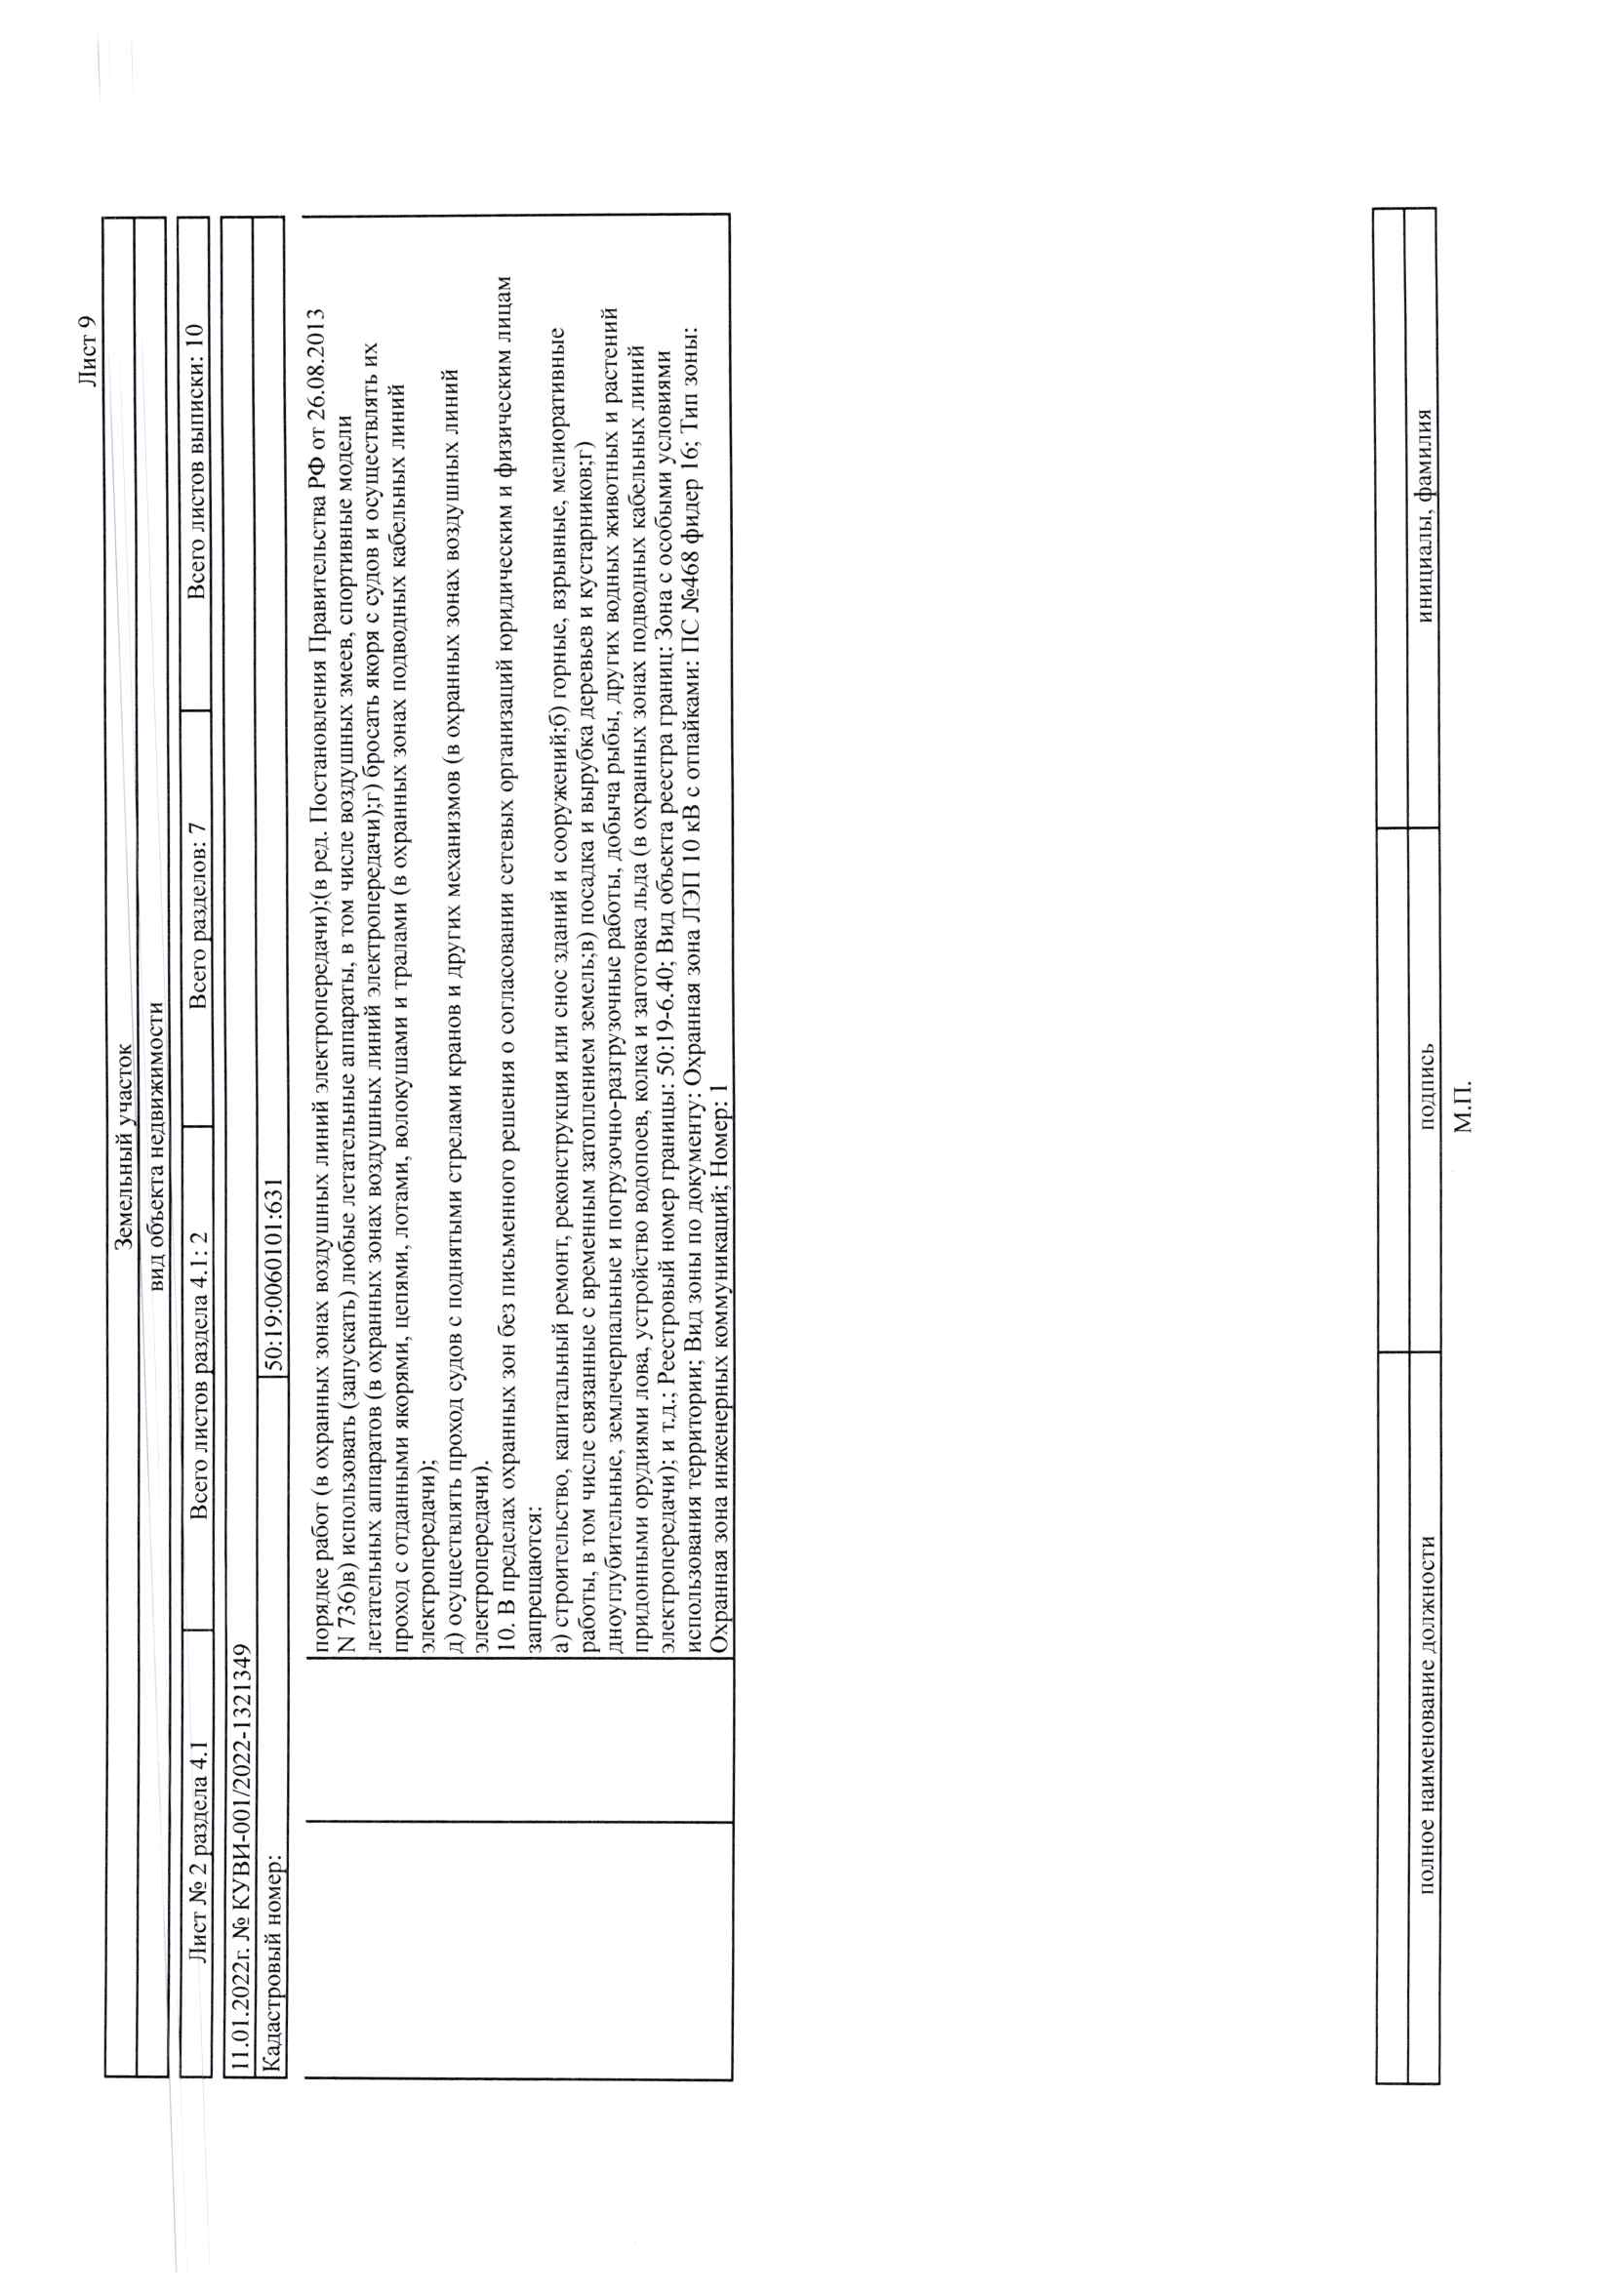 Лист 9
Земельный участок
вид объекта недвижимости
Лист № 2 раздела 4.1 Всего листов раздела 4.1: 2 Всего разделов: 7 Всего листов выписки: 10
11.01.2022г. № КУВИ-001/2022-1321349
Кадастровый номер: 50:19:0060101:631
порядке работ (в охранных зонах воздушных линий электропередачи);(в ред. Постановления Правительства РФ от 26.08.2013
N 736)в) использовать (запускать) любые летательные аппараты, в том числе воздушных змеев, спортивные модели
летательных аппаратов (в охранных зонах воздушных линий электропередачи);г) бросать якоря с судов и осуществлять их
проход с отданными якорями, цепями, лотами, волокушами и тралами (в охранных зонах подводных кабельных линий
электропередачи);
д) осуществлять проход судов с поднятыми стрелами кранов и других механизмов (в охранных зонах воздушных линий
электропередачи).
10. В пределах охранных зон без письменного решения о согласовании сетевых организаций юридическим и физическим лицам
запрещаются:
а) строительство, капитальный ремонт, реконструкция или снос зданий и сооружений;б) горные, взрывные, мелиоративные
работы, в том числе связанные с временным затоплением земель;в) посадка и вырубка деревьев и кустарников;г)
дноуглубительные, землечерпальные и погрузочно-разгрузочные работы, добыча рыбы, других водных животных и растений
придонными орудиями лова, устройство водопоев, колка и заготовка льда (в охранных зонах подводных кабельных линий
электропередачи); и т.д.; Реестровый номер границы: 50:19-6.40; Вид объекта реестра границ: Зона с особыми условиями
использования территории; Вид зоны по документу: Охранная зона ЛЭП 10 кВ с отпайками: ПС №468 фидер 16; Тип зоны:
Охранная зона инженерных коммуникаций; Номер: 1
полное наименование должности подпись инициалы, фамилия
М.П.